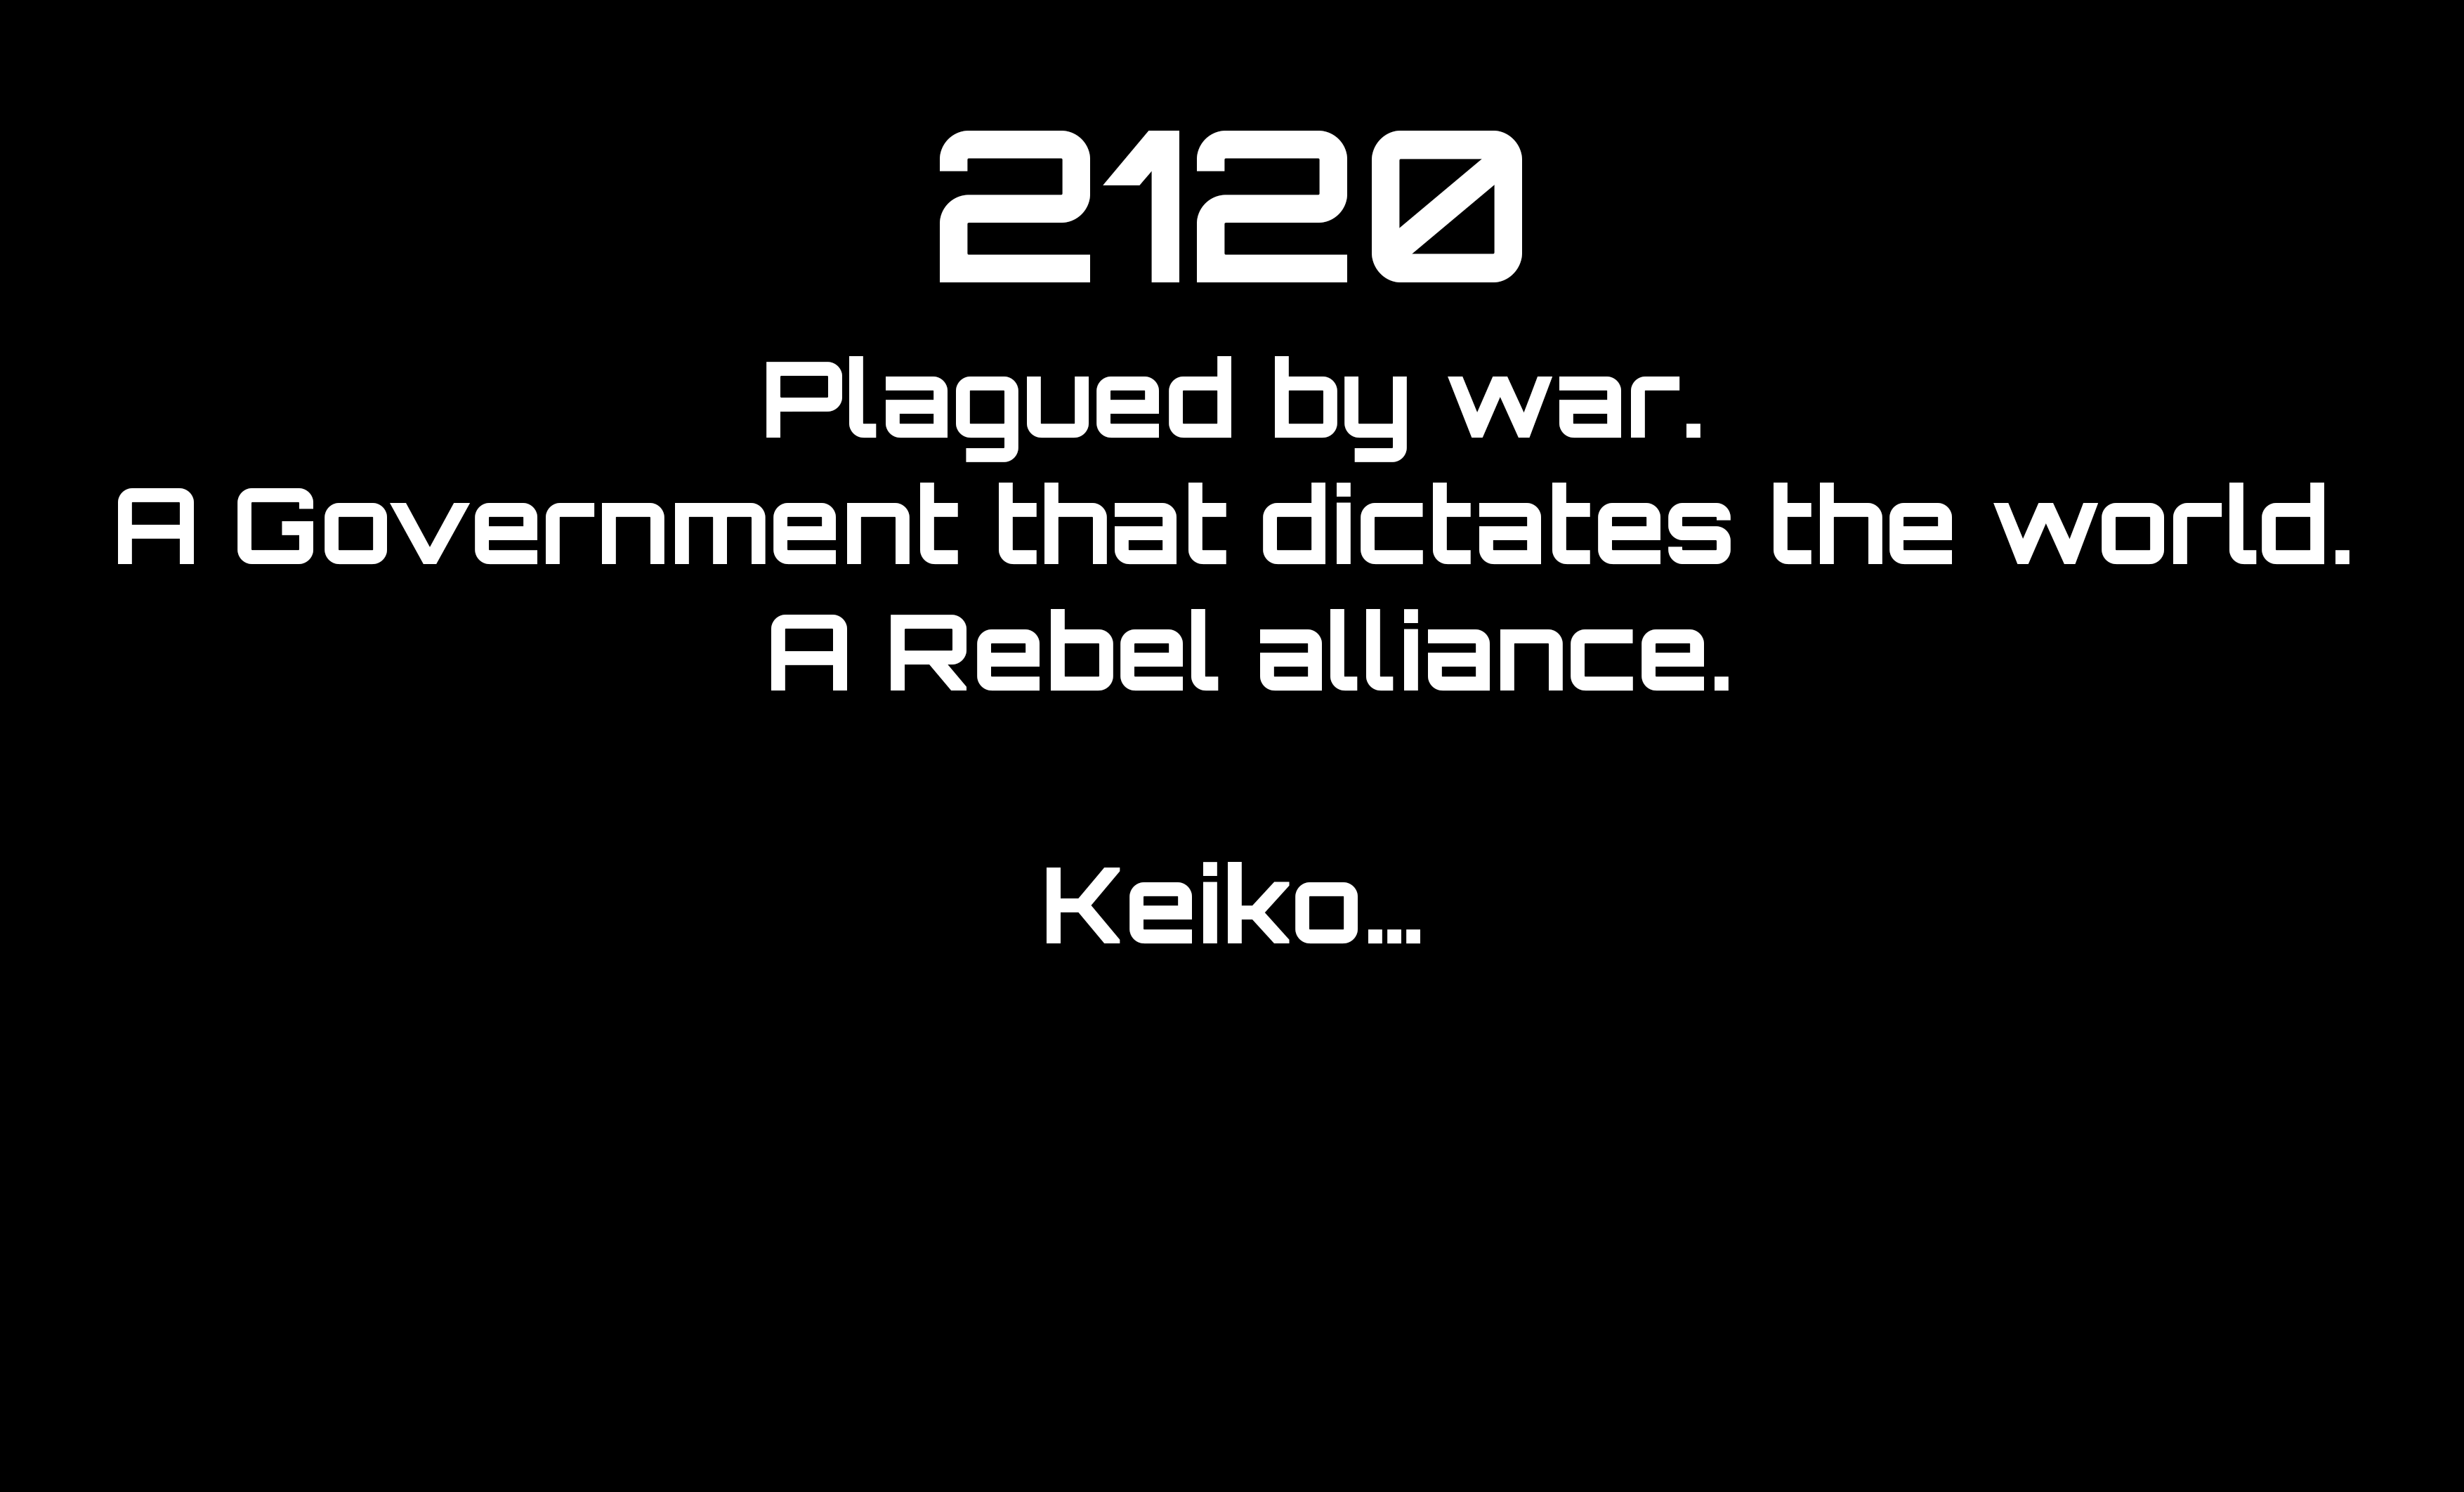 2120
Plagued by war.
A Government that dictates the world.
A Rebel alliance.
Keiko...